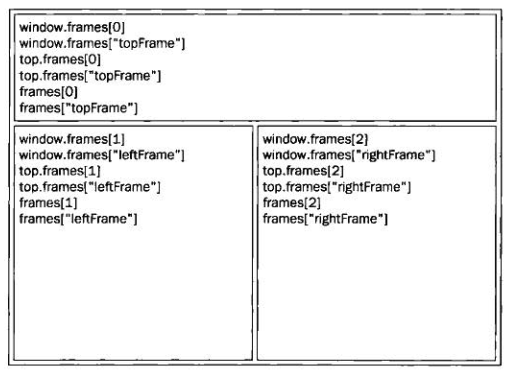 window.frames[0]
window.frames["topFrame"]
top.frames[0]
top.frames["topFrame"]
frames[0]
frames["topFrame"]
window.frames[1]
window.frames["leftFrame"]
top.frames[1]
top.frames["leftFrame"]
frames[1]
frames["leftFrame"]
window.frames[2]
window.frames["rightFrame"]
top.frames[2]
top.frames["rightFrame"]
frames[2]
frames["rightFrame"]